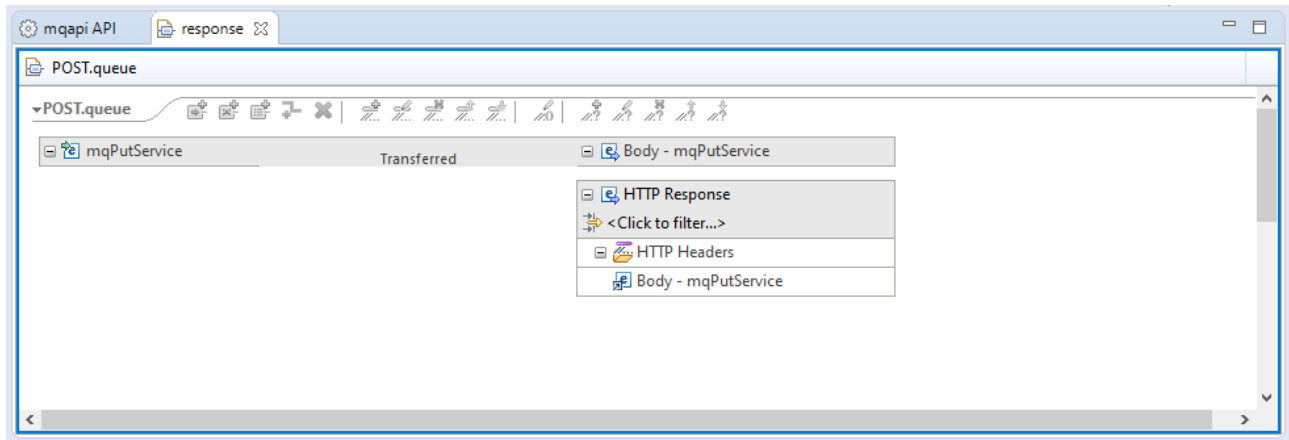 mqapi API response
POST.queue
POST.queue
mqPutService Transferred Body - mqPutService
HTTP Response
<Click to filter...>
HTTP Headers
Body - mqPutService